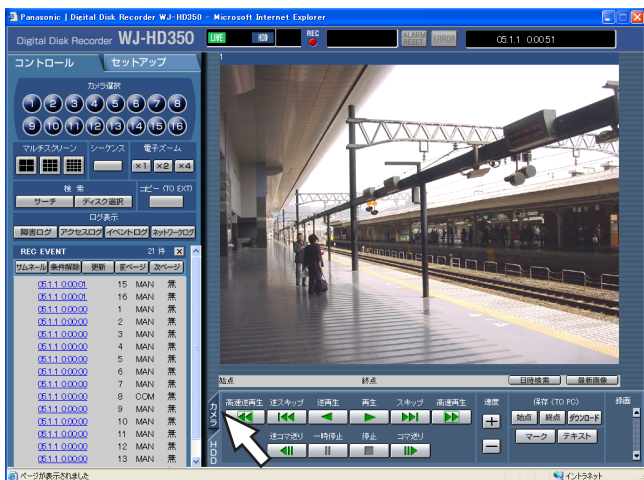 Panasonic | Digital Disk Recorder WJ-HD350 - Microsoft Internet Explorer
Digital Disk Recorder WJ-HD350
LIVE HDD REC ALARM RESET ERROR 05.1.1 0:00:51
コントロール セットアップ
カメラ選択
1 2 3 4 5 6 7 8
9 10 11 12 13 14 15 16
マルチスクリーン シーケンス 電子ズーム
×1 ×2 ×4
検 索 コピー (TO EXT)
サーチ ディスク選択
ログ表示
障害ログ アクセスログ イベントログ ネットワークログ
REC EVENT 21 件
サムネール 条件解除 更新 前ページ 次ページ
05.1.1 0:00:01 15 MAN 無
05.1.1 0:00:01 16 MAN 無
05.1.1 0:00:00 1 MAN 無
05.1.1 0:00:00 2 MAN 無
05.1.1 0:00:00 3 MAN 無
05.1.1 0:00:00 4 MAN 無
05.1.1 0:00:00 5 MAN 無
05.1.1 0:00:00 6 MAN 無
05.1.1 0:00:00 7 MAN 無
05.1.1 0:00:00 8 COM 無
05.1.1 0:00:00 9 MAN 無
05.1.1 0:00:00 10 MAN 無
05.1.1 0:00:00 11 MAN 無
05.1.1 0:00:00 12 MAN 無
05.1.1 0:00:00 13 MAN 無
1
始点 終点 日時検索 最新画像
カメラ
HDD
高速逆再生 逆スキップ 逆再生 再生 スキップ 高速再生 速度 保存 (TO PC) 録画
始点 終点 ダウンロード
逆コマ送り 一時停止 停止 コマ送り
マーク テキスト
ページが表示されました イントラネット